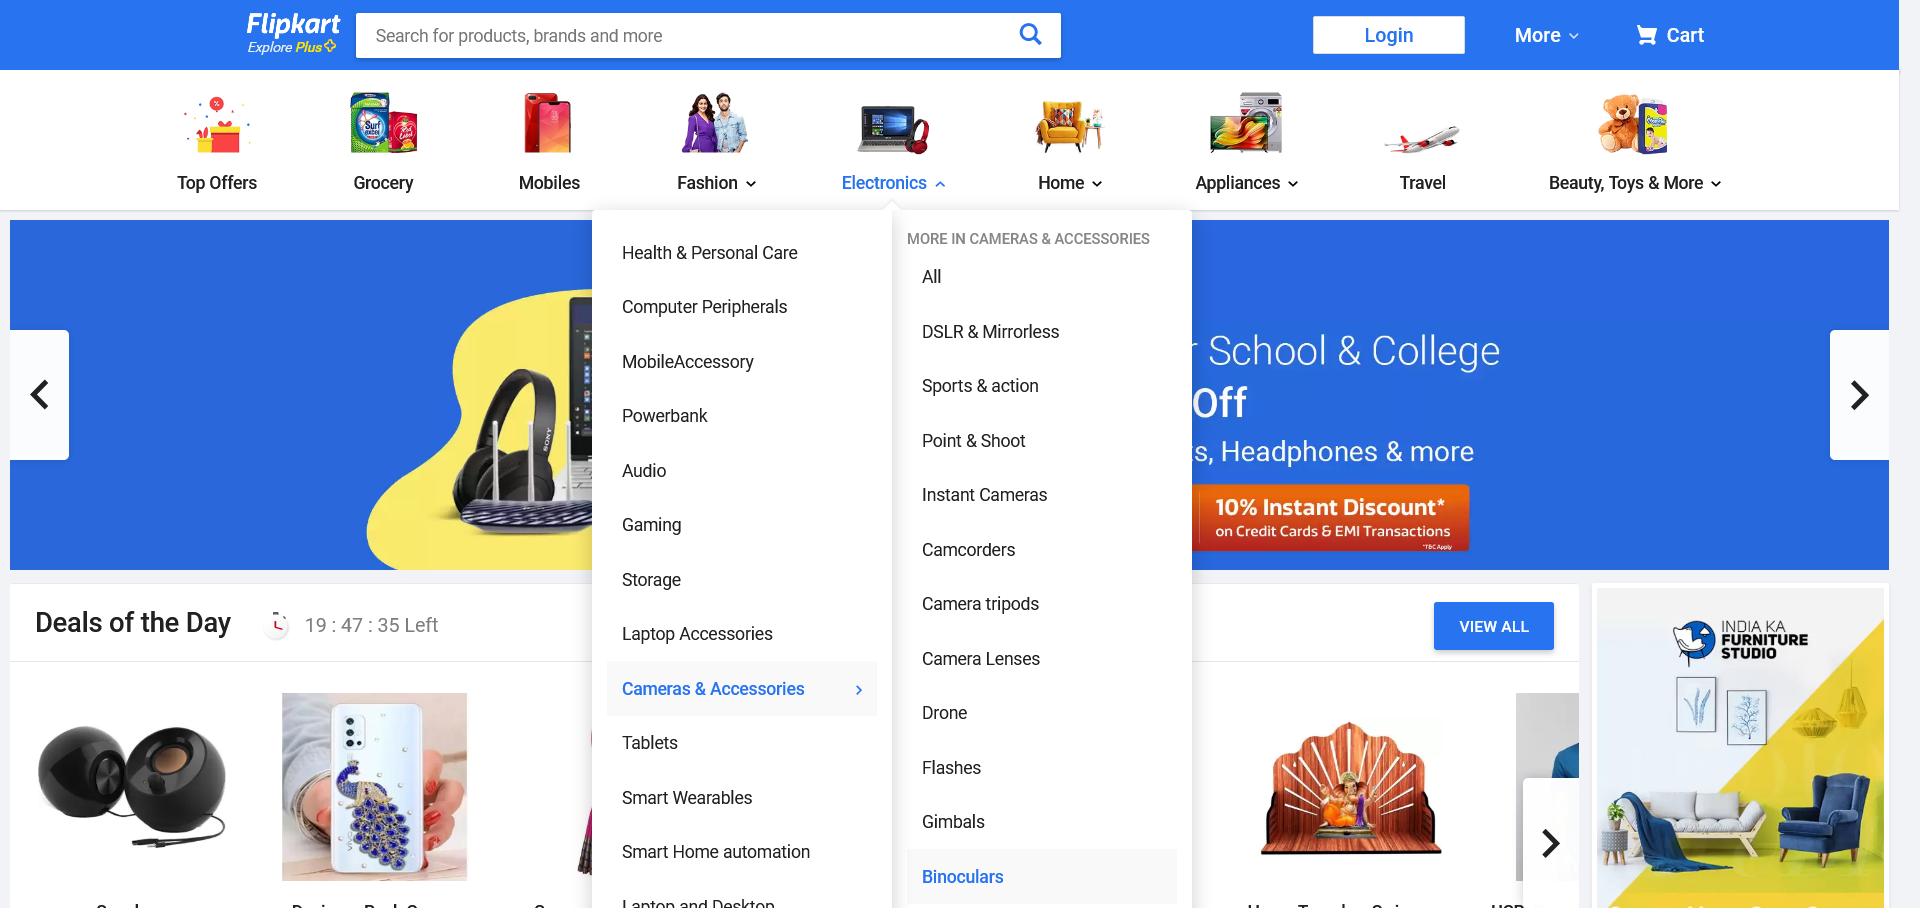 Flipkart
Explore Plus
Search for products, brands and more
Login
More
Cart
Top Offers
Grocery
Mobiles
Fashion
Electronics
Home
Appliances
Travel
Beauty, Toys & More
Surf excel
Health & Personal Care
Computer Peripherals
MobileAccessory
Powerbank
Audio
Gaming
Storage
Laptop Accessories
Cameras & Accessories
Tablets
Smart Wearables
Smart Home automation
Laptop and Desktop
MORE IN CAMERAS & ACCESSORIES
All
DSLR & Mirrorless
Sports & action
Point & Shoot
Instant Cameras
Camcorders
Camera tripods
Camera Lenses
Drone
Flashes
Gimbals
Binoculars
SONY
r School & College
Off
s, Headphones & more
10% Instant Discount*
on Credit Cards & EMI Transactions
*T&C Apply
Deals of the Day
19 : 47 : 35 Left
VIEW ALL
INDIA KA
FURNITURE
STUDIO